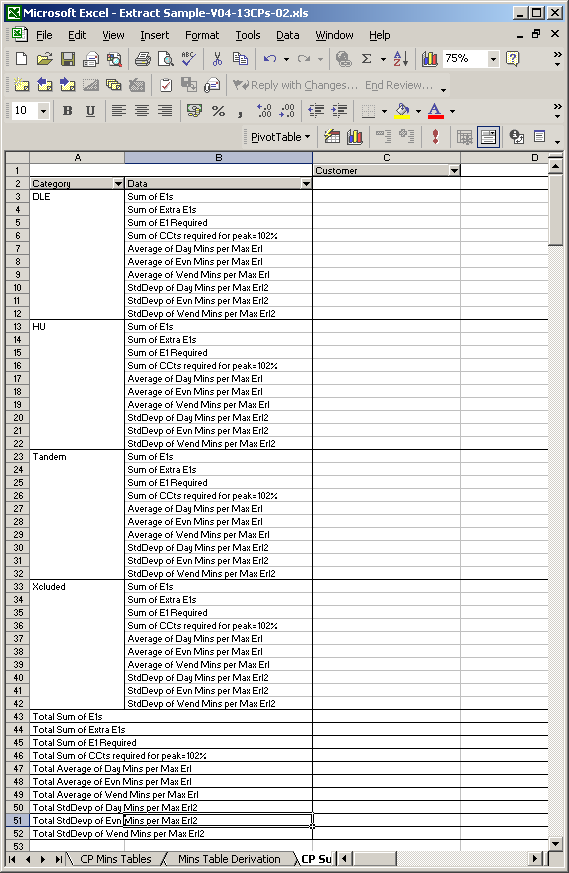 Microsoft Excel - Extract Sample-V04-13CPs-02.xls
File Edit View Insert Format Tools Data Window Help
Σ A Z 75% ?
Reply with Changes... End Review...
10 B U % , .00 .0 A
PivotTable !
A B C D
1 Customer
2 Category Data
3 DLE Sum of E1s
4 Sum of Extra E1s
5 Sum of E1 Required
6 Sum of CCts required for peak=102%
7 Average of Day Mins per Max Erl
8 Average of Evn Mins per Max Erl
9 Average of Wend Mins per Max Erl
10 StdDevp of Day Mins per Max Erl2
11 StdDevp of Evn Mins per Max Erl2
12 StdDevp of Wend Mins per Max Erl2
13 HU Sum of E1s
14 Sum of Extra E1s
15 Sum of E1 Required
16 Sum of CCts required for peak=102%
17 Average of Day Mins per Max Erl
18 Average of Evn Mins per Max Erl
19 Average of Wend Mins per Max Erl
20 StdDevp of Day Mins per Max Erl2
21 StdDevp of Evn Mins per Max Erl2
22 StdDevp of Wend Mins per Max Erl2
23 Tandem Sum of E1s
24 Sum of Extra E1s
25 Sum of E1 Required
26 Sum of CCts required for peak=102%
27 Average of Day Mins per Max Erl
28 Average of Evn Mins per Max Erl
29 Average of Wend Mins per Max Erl
30 StdDevp of Day Mins per Max Erl2
31 StdDevp of Evn Mins per Max Erl2
32 StdDevp of Wend Mins per Max Erl2
33 Xcluded Sum of E1s
34 Sum of Extra E1s
35 Sum of E1 Required
36 Sum of CCts required for peak=102%
37 Average of Day Mins per Max Erl
38 Average of Evn Mins per Max Erl
39 Average of Wend Mins per Max Erl
40 StdDevp of Day Mins per Max Erl2
41 StdDevp of Evn Mins per Max Erl2
42 StdDevp of Wend Mins per Max Erl2
43 Total Sum of E1s
44 Total Sum of Extra E1s
45 Total Sum of E1 Required
46 Total Sum of CCts required for peak=102%
47 Total Average of Day Mins per Max Erl
48 Total Average of Evn Mins per Max Erl
49 Total Average of Wend Mins per Max Erl
50 Total StdDevp of Day Mins per Max Erl2
51 Total StdDevp of Evn Mins per Max Erl2
52 Total StdDevp of Wend Mins per Max Erl2
53
CP Mins Tables Mins Table Derivation CP Su